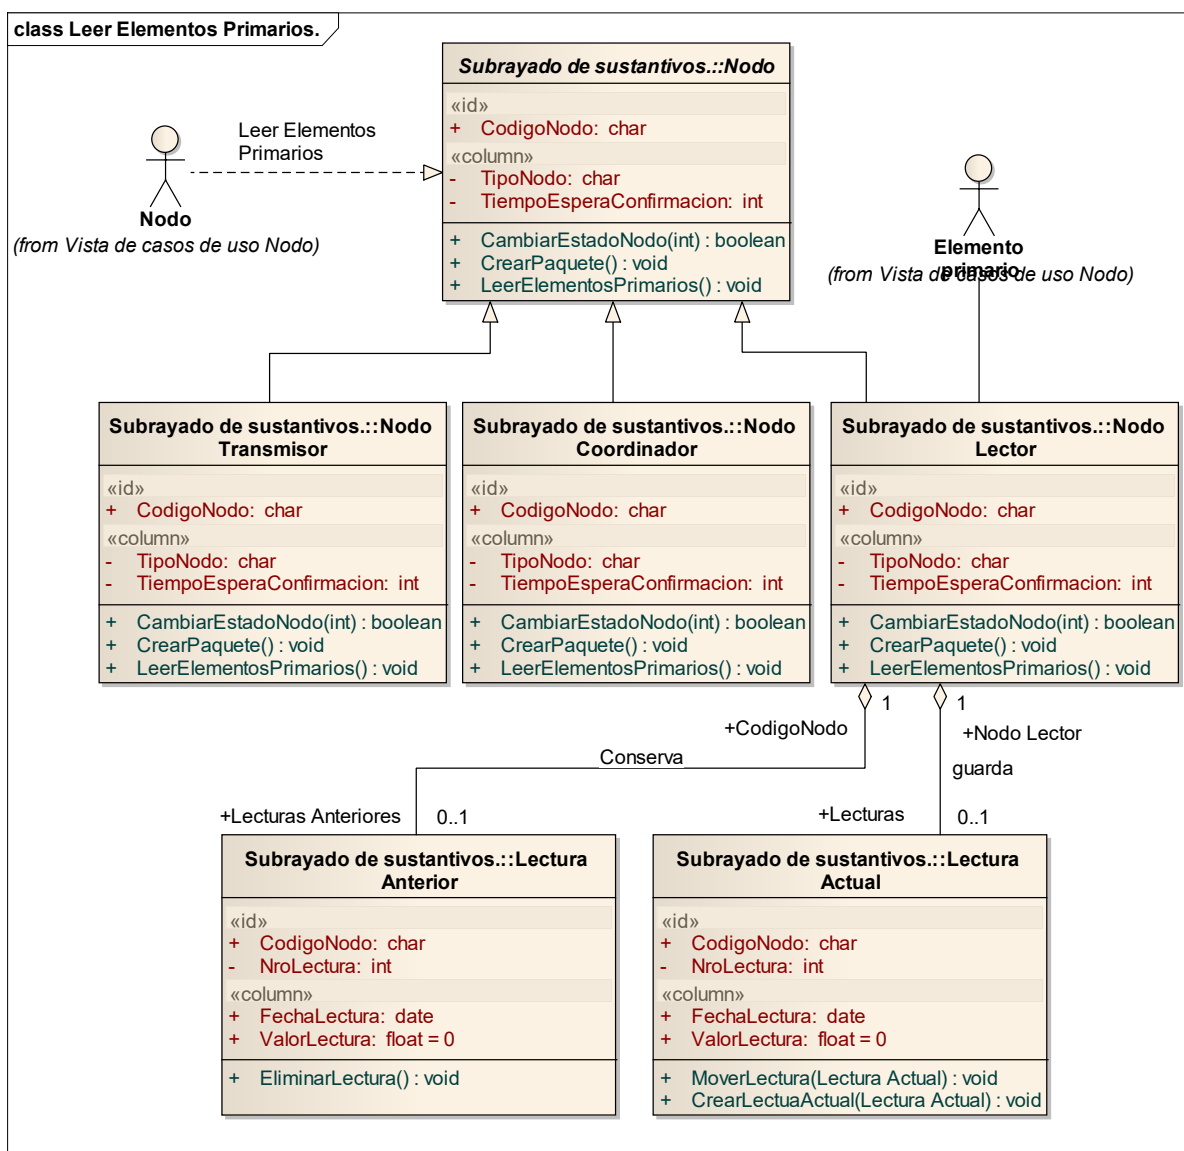 class Leer Elementos Primarios.
Subrayado de sustantivos.::Nodo
«id»
+ CodigoNodo: char
«column»
- TipoNodo: char
- TiempoEsperaConfirmacion: int
+ CambiarEstadoNodo(int) : boolean
+ CrearPaquete() : void
+ LeerElementosPrimarios() : void
Leer Elementos
Primarios
Nodo
(from Vista de casos de uso Nodo)
Elemento
primario
(from Vista de casos de uso Nodo)
Subrayado de sustantivos.::Nodo
Transmisor
«id»
+ CodigoNodo: char
«column»
- TipoNodo: char
- TiempoEsperaConfirmacion: int
+ CambiarEstadoNodo(int) : boolean
+ CrearPaquete() : void
+ LeerElementosPrimarios() : void
Subrayado de sustantivos.::Nodo
Coordinador
«id»
+ CodigoNodo: char
«column»
- TipoNodo: char
- TiempoEsperaConfirmacion: int
+ CambiarEstadoNodo(int) : boolean
+ CrearPaquete() : void
+ LeerElementosPrimarios() : void
Subrayado de sustantivos.::Nodo
Lector
«id»
+ CodigoNodo: char
«column»
- TipoNodo: char
- TiempoEsperaConfirmacion: int
+ CambiarEstadoNodo(int) : boolean
+ CrearPaquete() : void
+ LeerElementosPrimarios() : void
+CodigoNodo
1
Conserva
+Lecturas Anteriores
0..1
1
+Nodo Lector
guarda
+Lecturas
0..1
Subrayado de sustantivos.::Lectura
Anterior
«id»
+ CodigoNodo: char
- NroLectura: int
«column»
+ FechaLectura: date
+ ValorLectura: float = 0
+ EliminarLectura() : void
Subrayado de sustantivos.::Lectura
Actual
«id»
+ CodigoNodo: char
- NroLectura: int
«column»
+ FechaLectura: date
+ ValorLectura: float = 0
+ MoverLectura(Lectura Actual) : void
+ CrearLectuaActual(Lectura Actual) : void